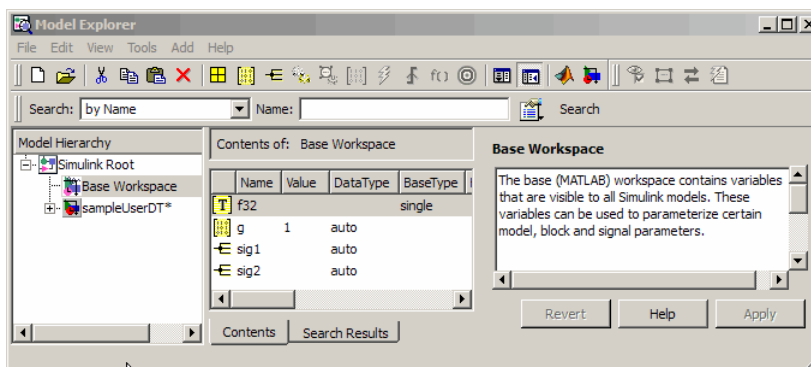 Model Explorer
File Edit View Tools Add Help
f()
Search: by Name Name: Search
Model Hierarchy
Simulink Root
Base Workspace
sampleUserDT*
Contents of: Base Workspace
Name Value DataType BaseType
T f32 single
g 1 auto
sig1 auto
sig2 auto
Contents Search Results
Base Workspace
The base (MATLAB) workspace contains variables
that are visible to all Simulink models. These
variables can be used to parameterize certain
model, block and signal parameters.
Revert Help Apply